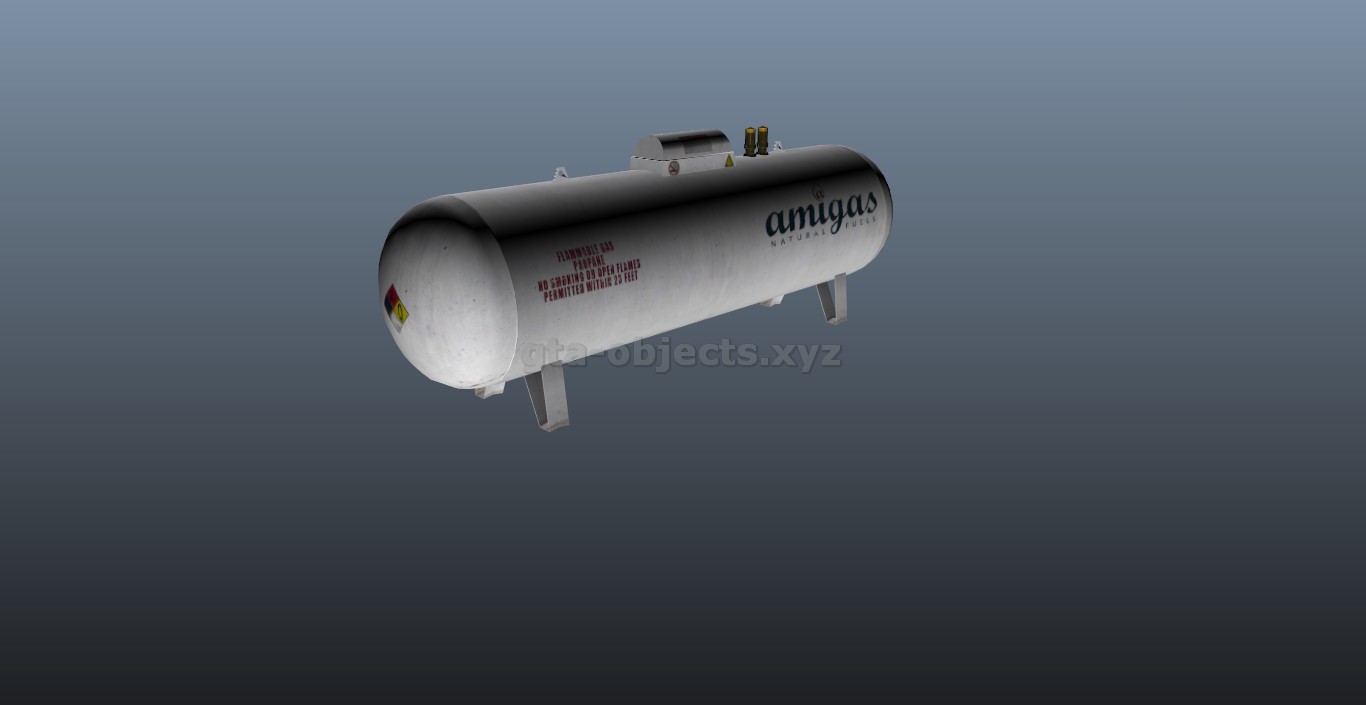 amigas
NATURAL FUELS
FLAMMABLE GAS
PROPANE
NO SMOKING OR OPEN FLAMES
PERMITTED WITHIN 25 FEET
gta-objects.xyz